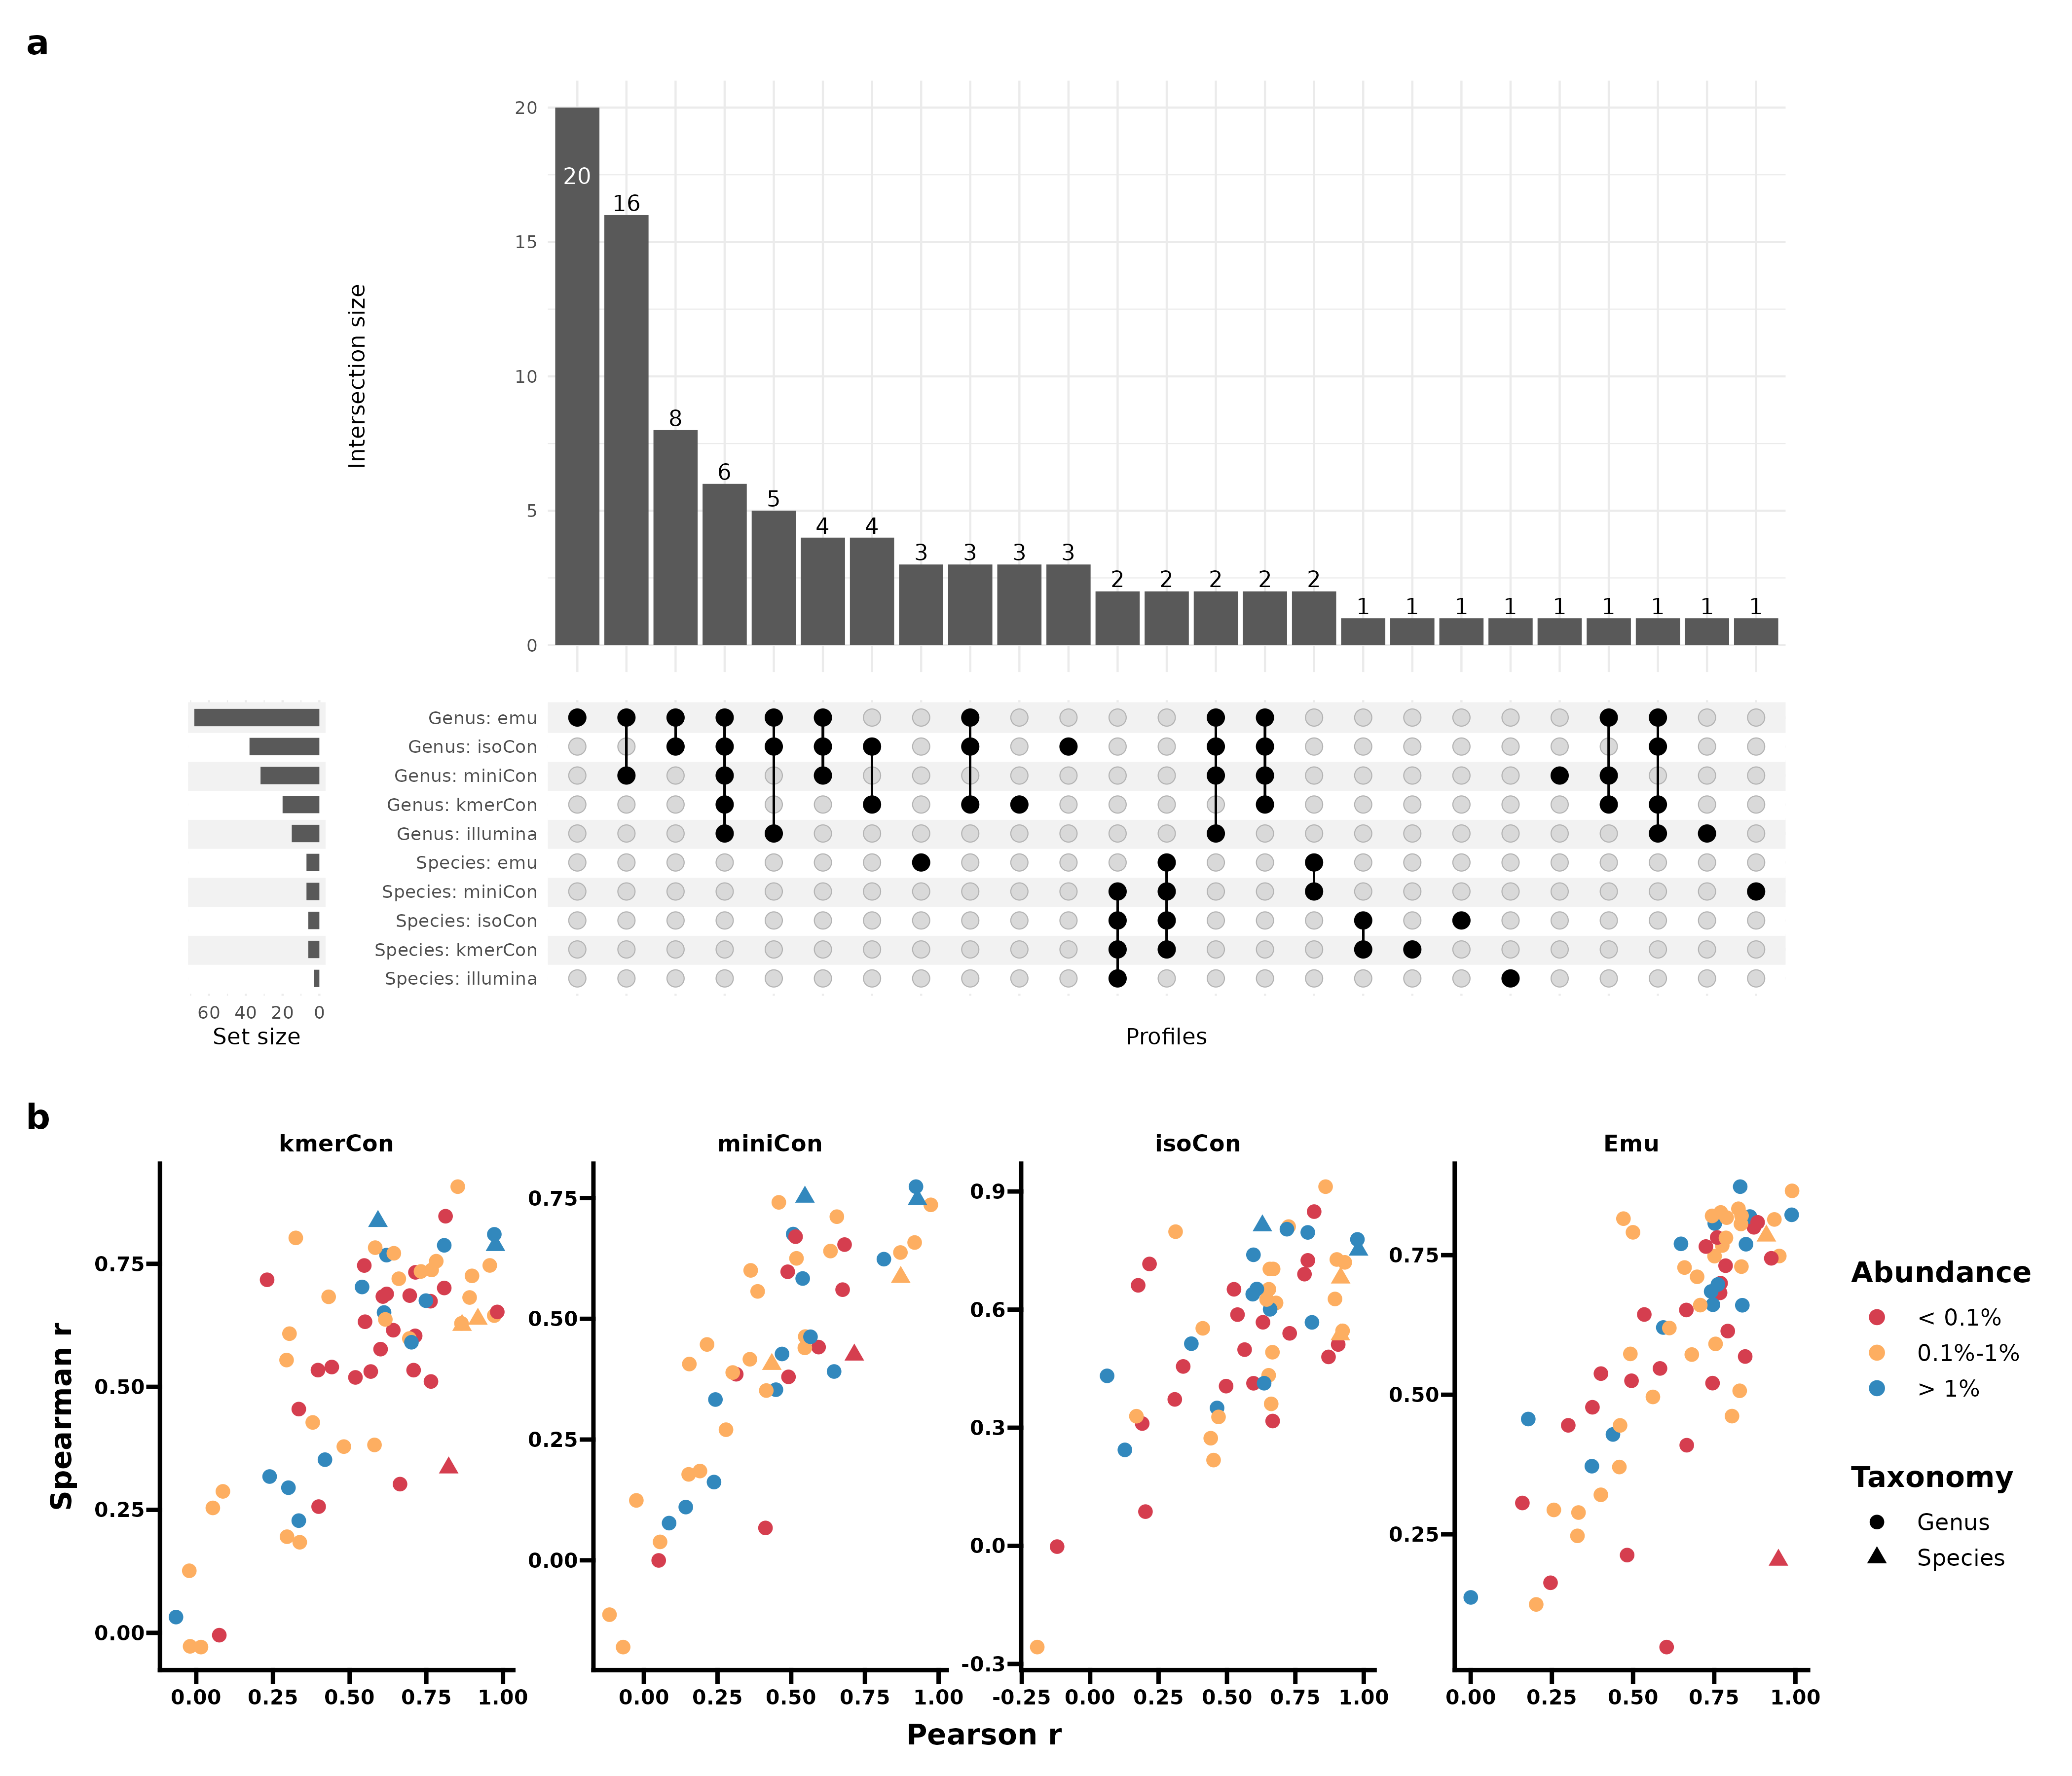 a
20
15
10
5
0
Intersection size
20
16
8
6
5
4
4
3
3
3
3
2
2
2
2
2
1
1
1
1
1
1
1
1
1
Genus: emu
Genus: isoCon
Genus: miniCon
Genus: kmerCon
Genus: illumina
Species: emu
Species: miniCon
Species: isoCon
Species: kmerCon
Species: illumina
60 40 20 0
Set size
Profiles
b
kmerCon
miniCon
isoCon
Emu
Spearman r
0.75
0.50
0.25
0.00
0.00 0.25 0.50 0.75 1.00
0.75
0.50
0.25
0.00
0.00 0.25 0.50 0.75 1.00
0.9
0.6
0.3
0.0
-0.3
-0.25 0.00 0.25 0.50 0.75 1.00
0.75
0.50
0.25
0.00 0.25 0.50 0.75 1.00
Pearson r
Abundance
< 0.1%
0.1%-1%
> 1%
Taxonomy
Genus
Species